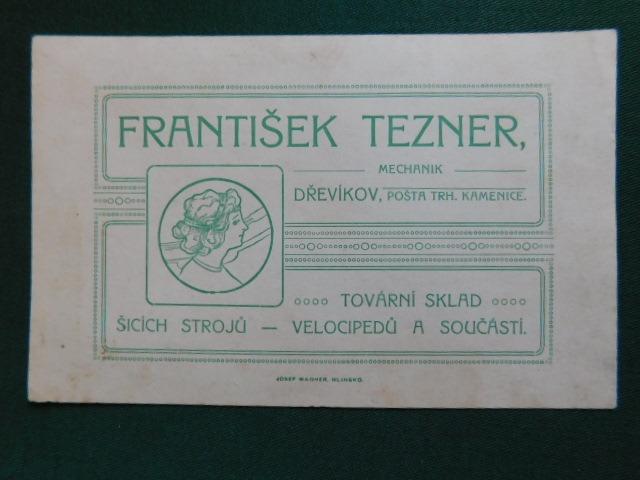 FRANTIŠEK TEZNER,
MECHANIK
DŘEVÍKOV, POŠTA TRH. KAMENICE.
TOVÁRNÍ SKLAD
ŠICÍCH STROJŮ — VELOCIPEDŮ A SOUČÁSTÍ.
JOSEF WAGNER, HLINSKO.